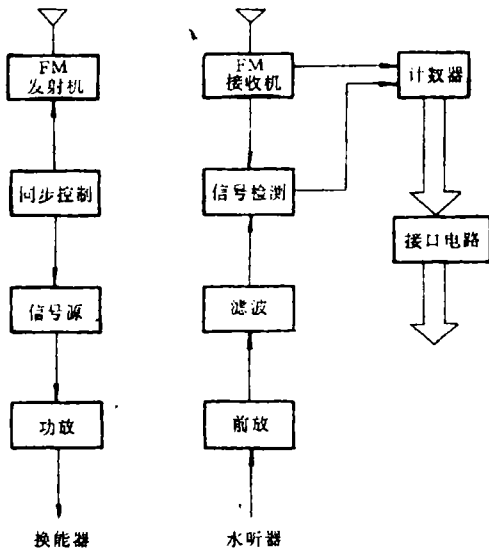 FM
发射机
同步控制
信号源
功放
换能器
FM
接收机
信号检测
滤波
前放
水听器
计数器
接口电路